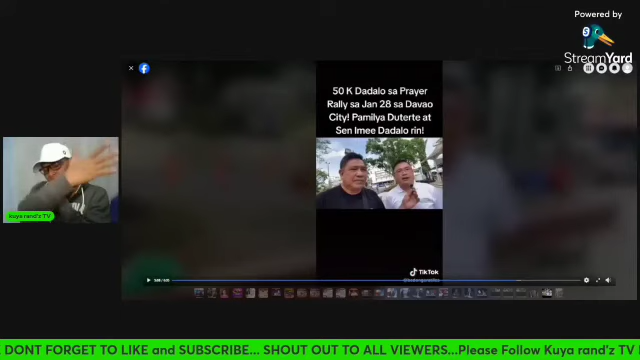 Powered by
StreamYard
50 K Dadalo sa Prayer
Rally sa Jan 28 sa Davao
City! Pamilya Duterte at
Sen Imee Dadalo rin!
kuya rand'z TV
TikTok
DONT FORGET TO LIKE and SUBSCRIBE... SHOUT OUT TO ALL VIEWERS...Please Follow Kuya rand'z TV